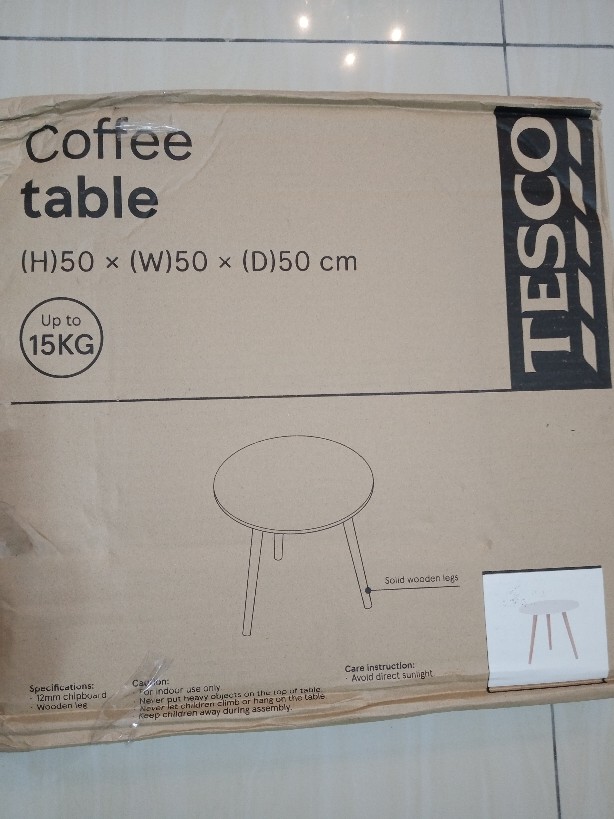 Coffee
table
(H)50 × (W)50 × (D)50 cm
Up to
15KG
TESCO
Solid wooden legs
Specifications:
- 12mm chipboard
- Wooden leg
Caution:
- For indour use only
- Never put heavy objects on the top of table.
- Never let children climb or hang on the table.
- Keep children away during assembly.
Care instruction:
- Avoid direct sunlight